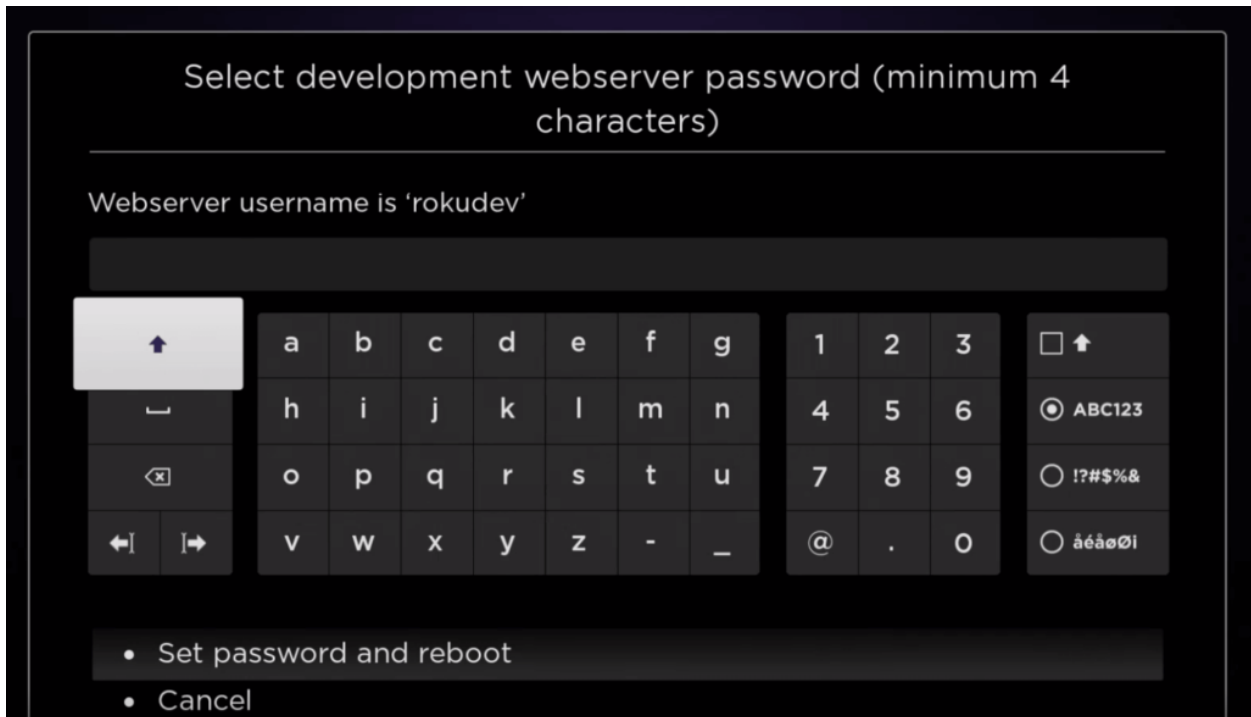 Select development webserver password (minimum 4
characters)
Webserver username is ‘rokudev’
a b c d e f g 1 2 3
h i j k l m n 4 5 6 ABC123
o p q r s t u 7 8 9 !?#$%&
v w x y z - _ @ . 0 åéåøØi
• Set password and reboot
• Cancel